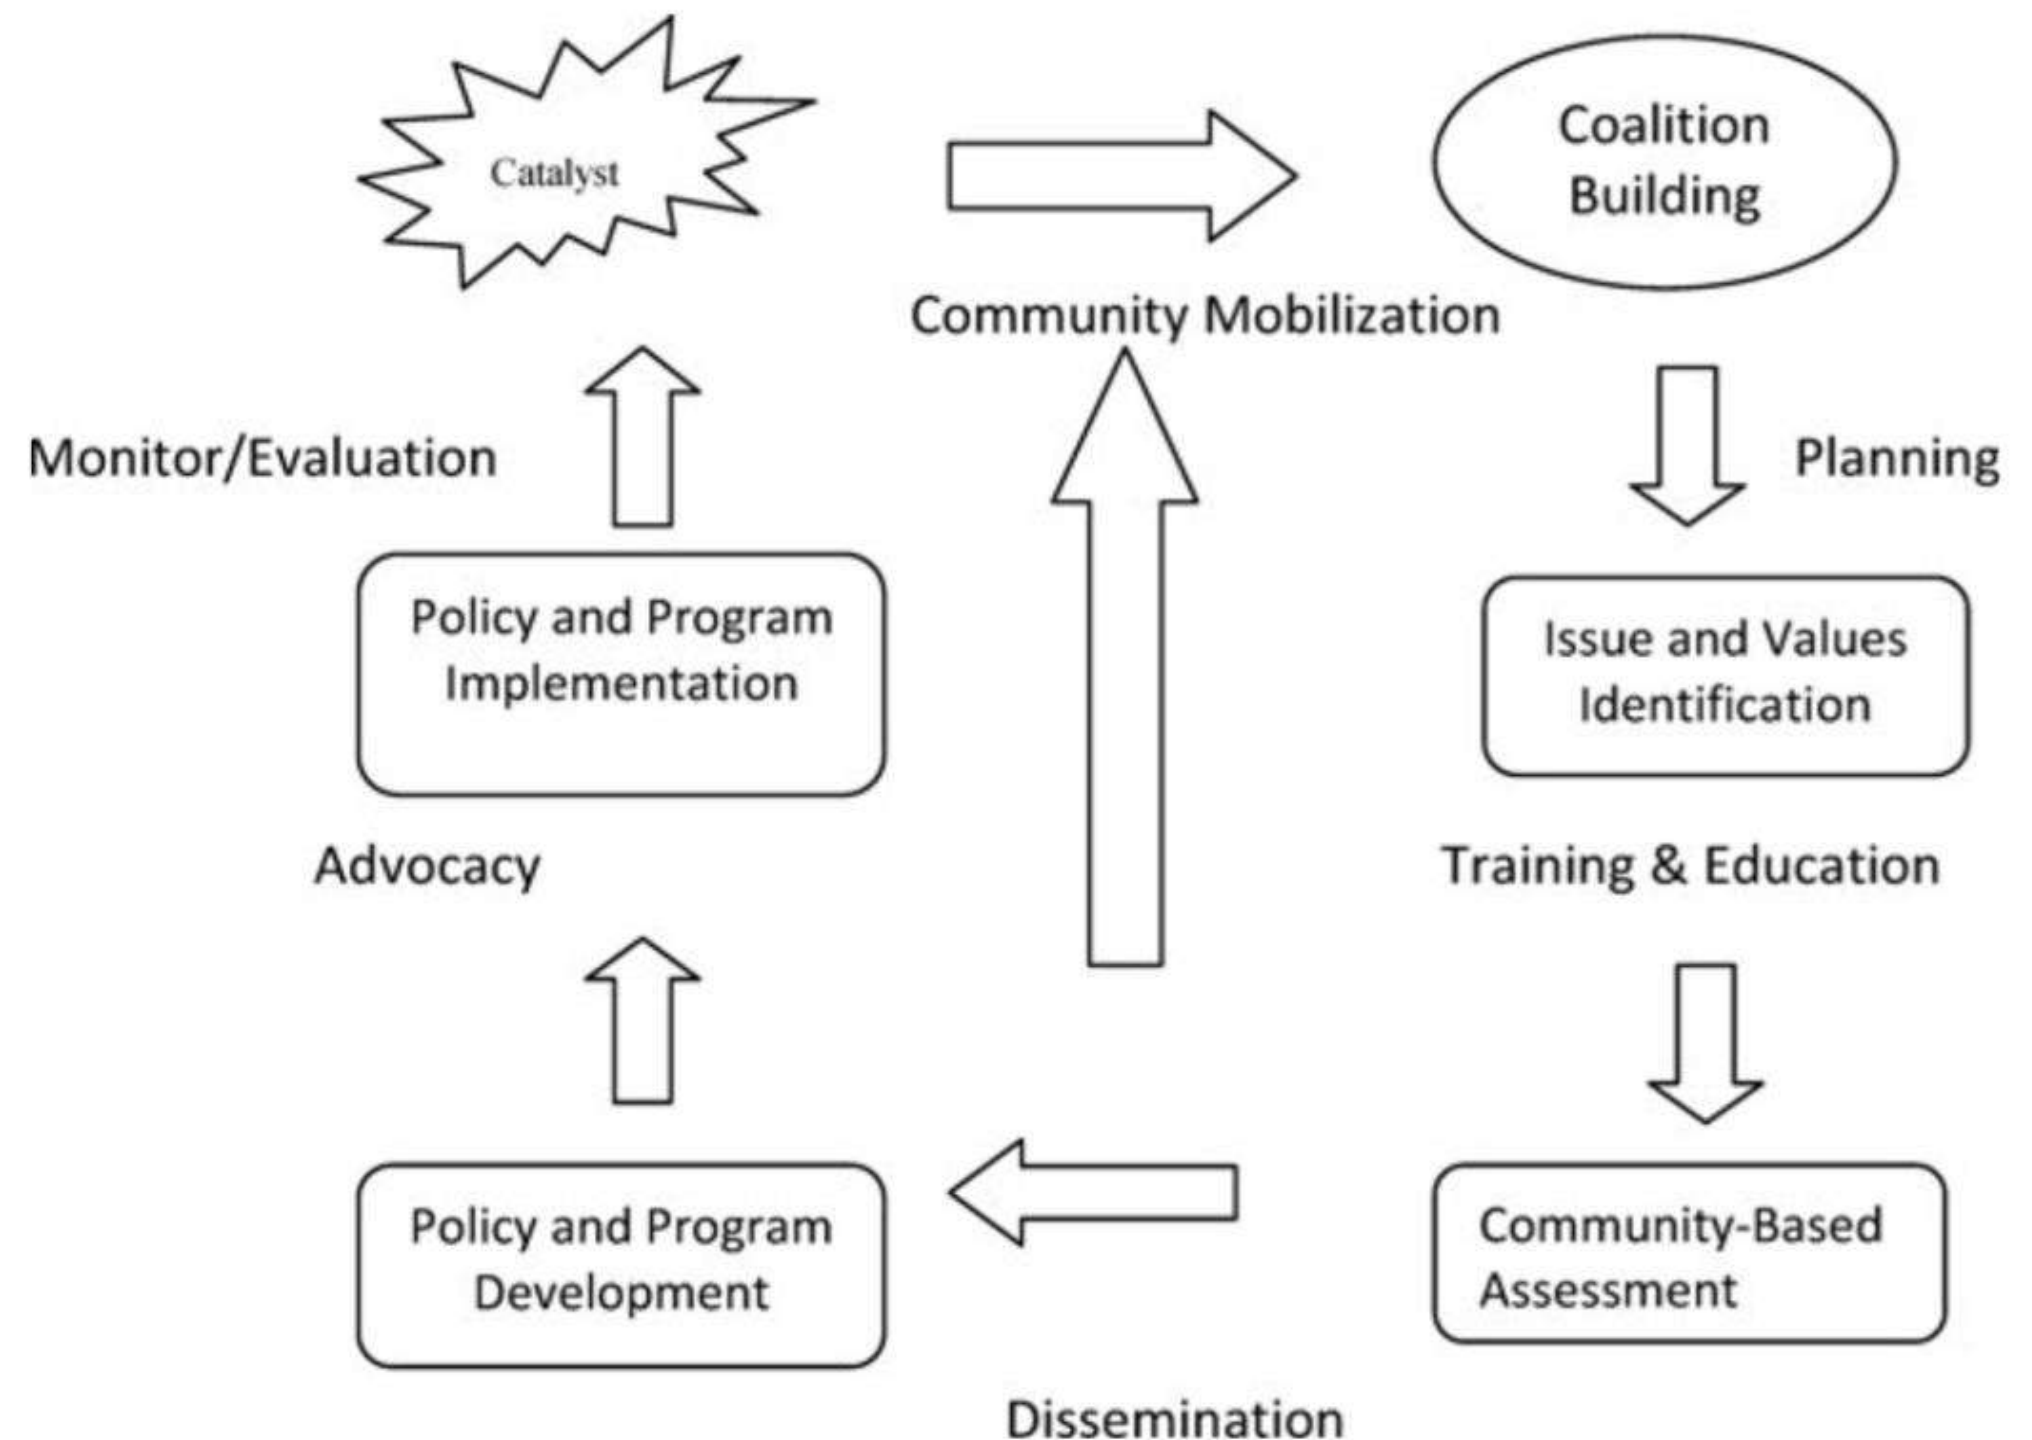 Catalyst
Coalition
Building
Community Mobilization
Monitor/Evaluation
Planning
Policy and Program
Implementation
Issue and Values
Identification
Advocacy
Training & Education
Policy and Program
Development
Community-Based
Assessment
Dissemination